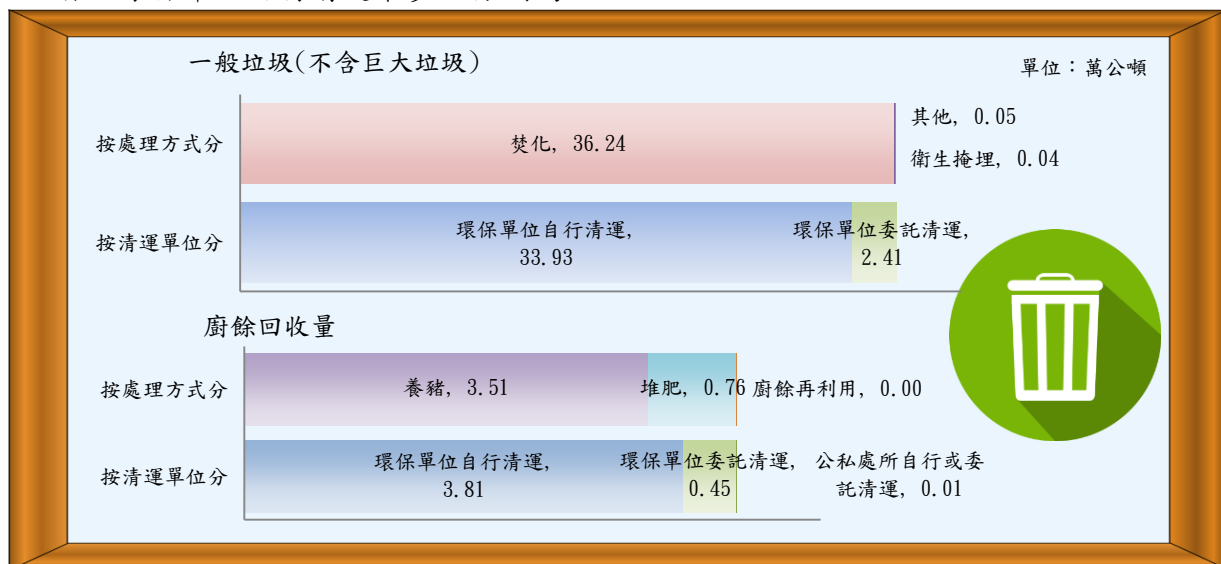 一般垃圾(不含巨大垃圾)
單位：萬公噸
按處理方式分
焚化, 36.24
其他, 0.05
衛生掩埋, 0.04
按清運單位分
環保單位自行清運,
33.93
環保單位委託清運,
2.41
廚餘回收量
按處理方式分
養豬, 3.51
堆肥, 0.76
廚餘再利用, 0.00
按清運單位分
環保單位自行清運,
3.81
環保單位委託清運,
0.45
公私處所自行或委
託清運, 0.01